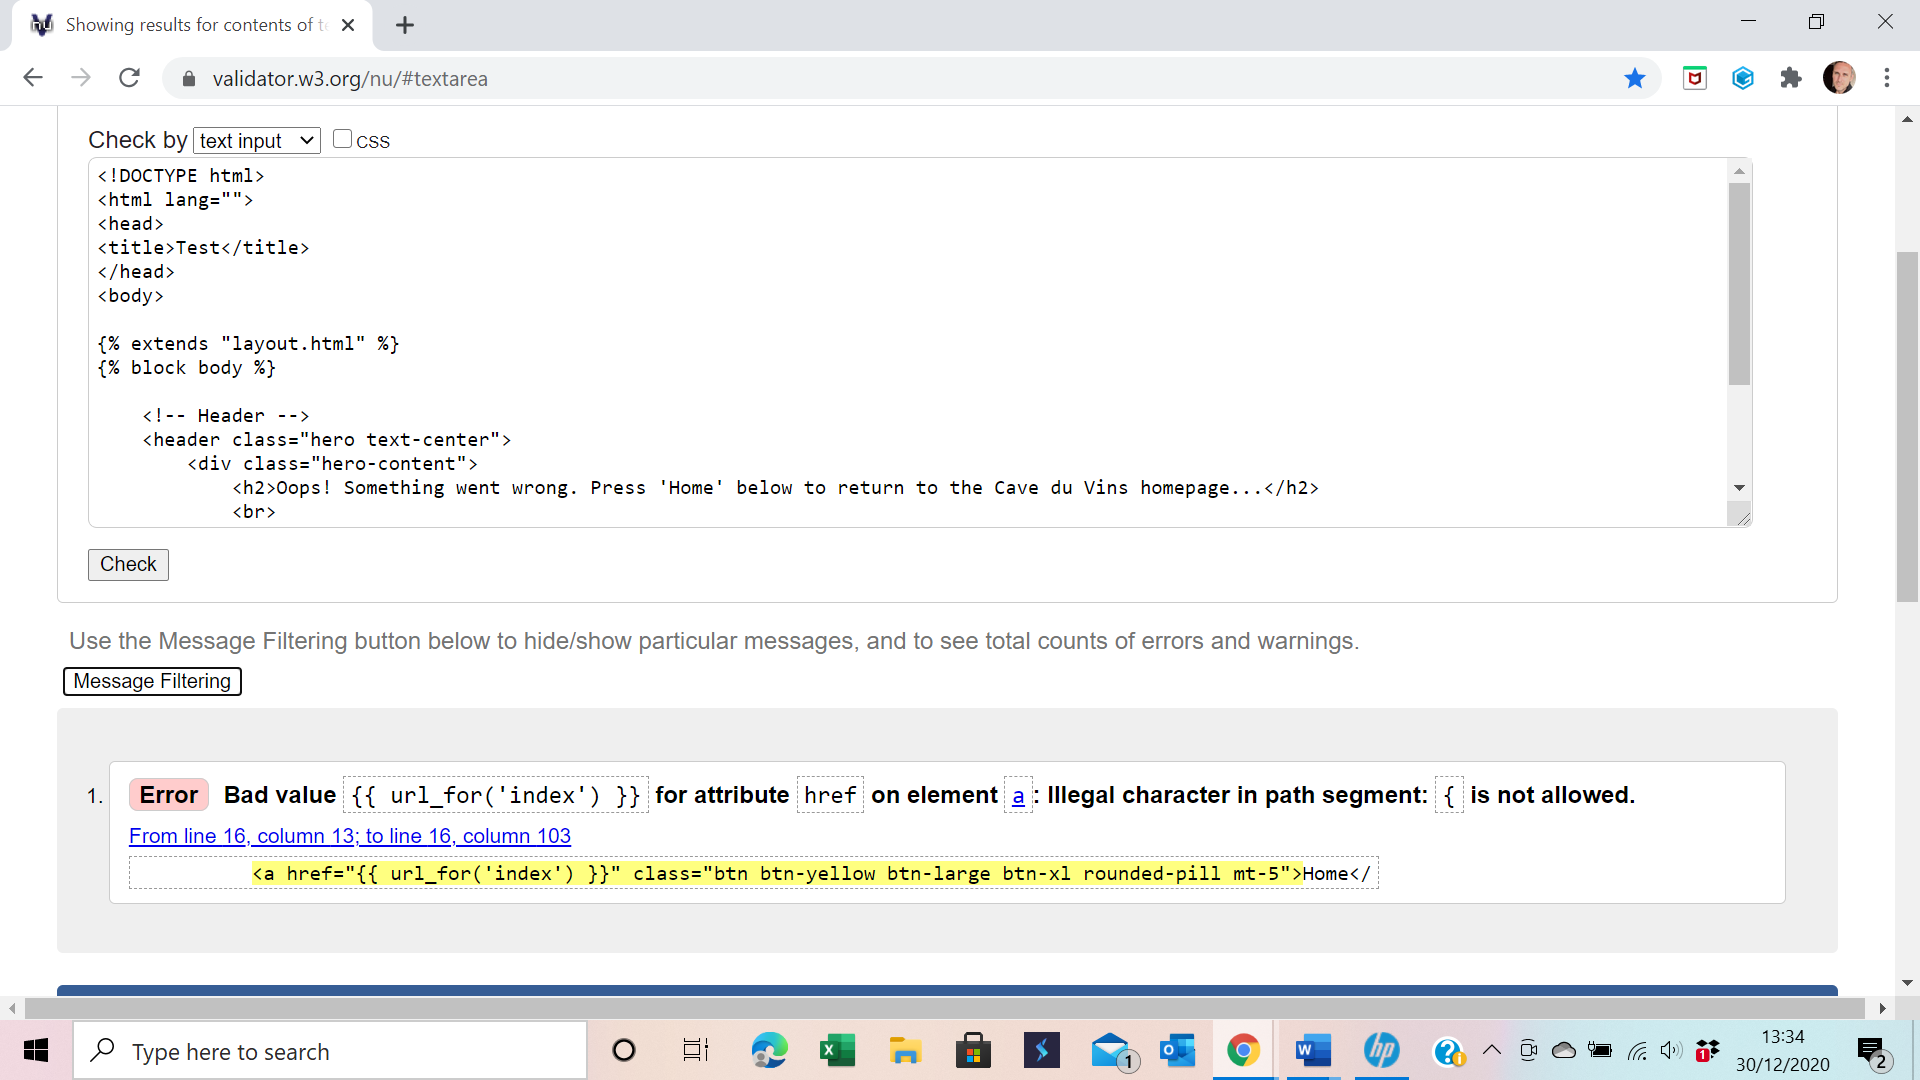 Showing results for contents of te
validator.w3.org/nu/#textarea
Check by text input CSS
<!DOCTYPE html>
<html lang="">
<head>
<title>Test</title>
</head>
<body>
{% extends "layout.html" %}
{% block body %}
<!-- Header -->
<header class="hero text-center">
<div class="hero-content">
<h2>Oops! Something went wrong. Press 'Home' below to return to the Cave du Vins homepage...</h2>
<br>
Check
Use the Message Filtering button below to hide/show particular messages, and to see total counts of errors and warnings.
Message Filtering
1. Error Bad value {{ url_for('index') }} for attribute href on element a: Illegal character in path segment: { is not allowed.
From line 16, column 13; to line 16, column 103
<a href="{{ url_for('index') }}" class="btn btn-yellow btn-large btn-xl rounded-pill mt-5">Home</
Type here to search
1
1
13:34
30/12/2020
2